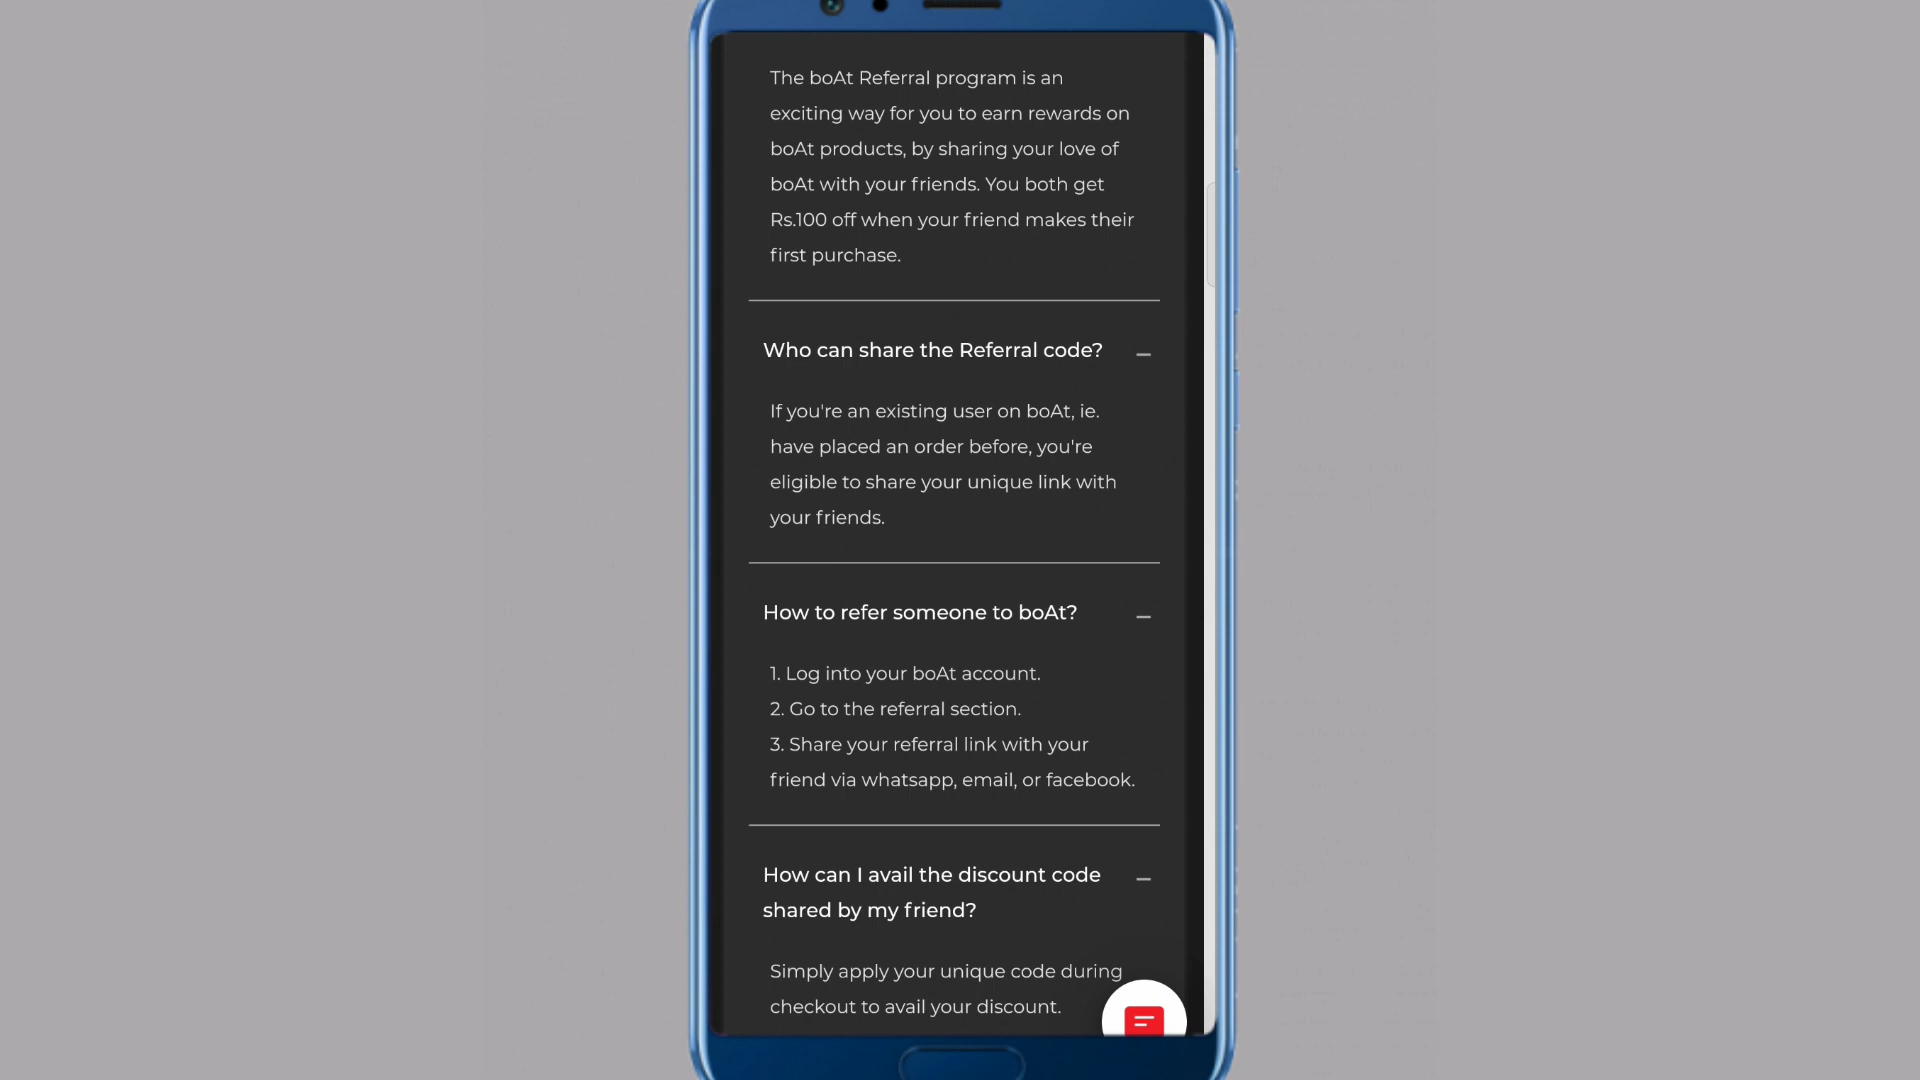 The boAt Referral program is an
exciting way for you to earn rewards on
boAt products, by sharing your love of
boAt with your friends. You both get
Rs.100 off when your friend makes their
first purchase.
Who can share the Referral code?
If you're an existing user on boAt, ie.
have placed an order before, you're
eligible to share your unique link with
your friends.
How to refer someone to boAt?
1. Log into your boAt account.
2. Go to the referral section.
3. Share your referral link with your
friend via whatsapp, email, or facebook.
How can I avail the discount code
shared by my friend?
Simply apply your unique code during
checkout to avail your discount.